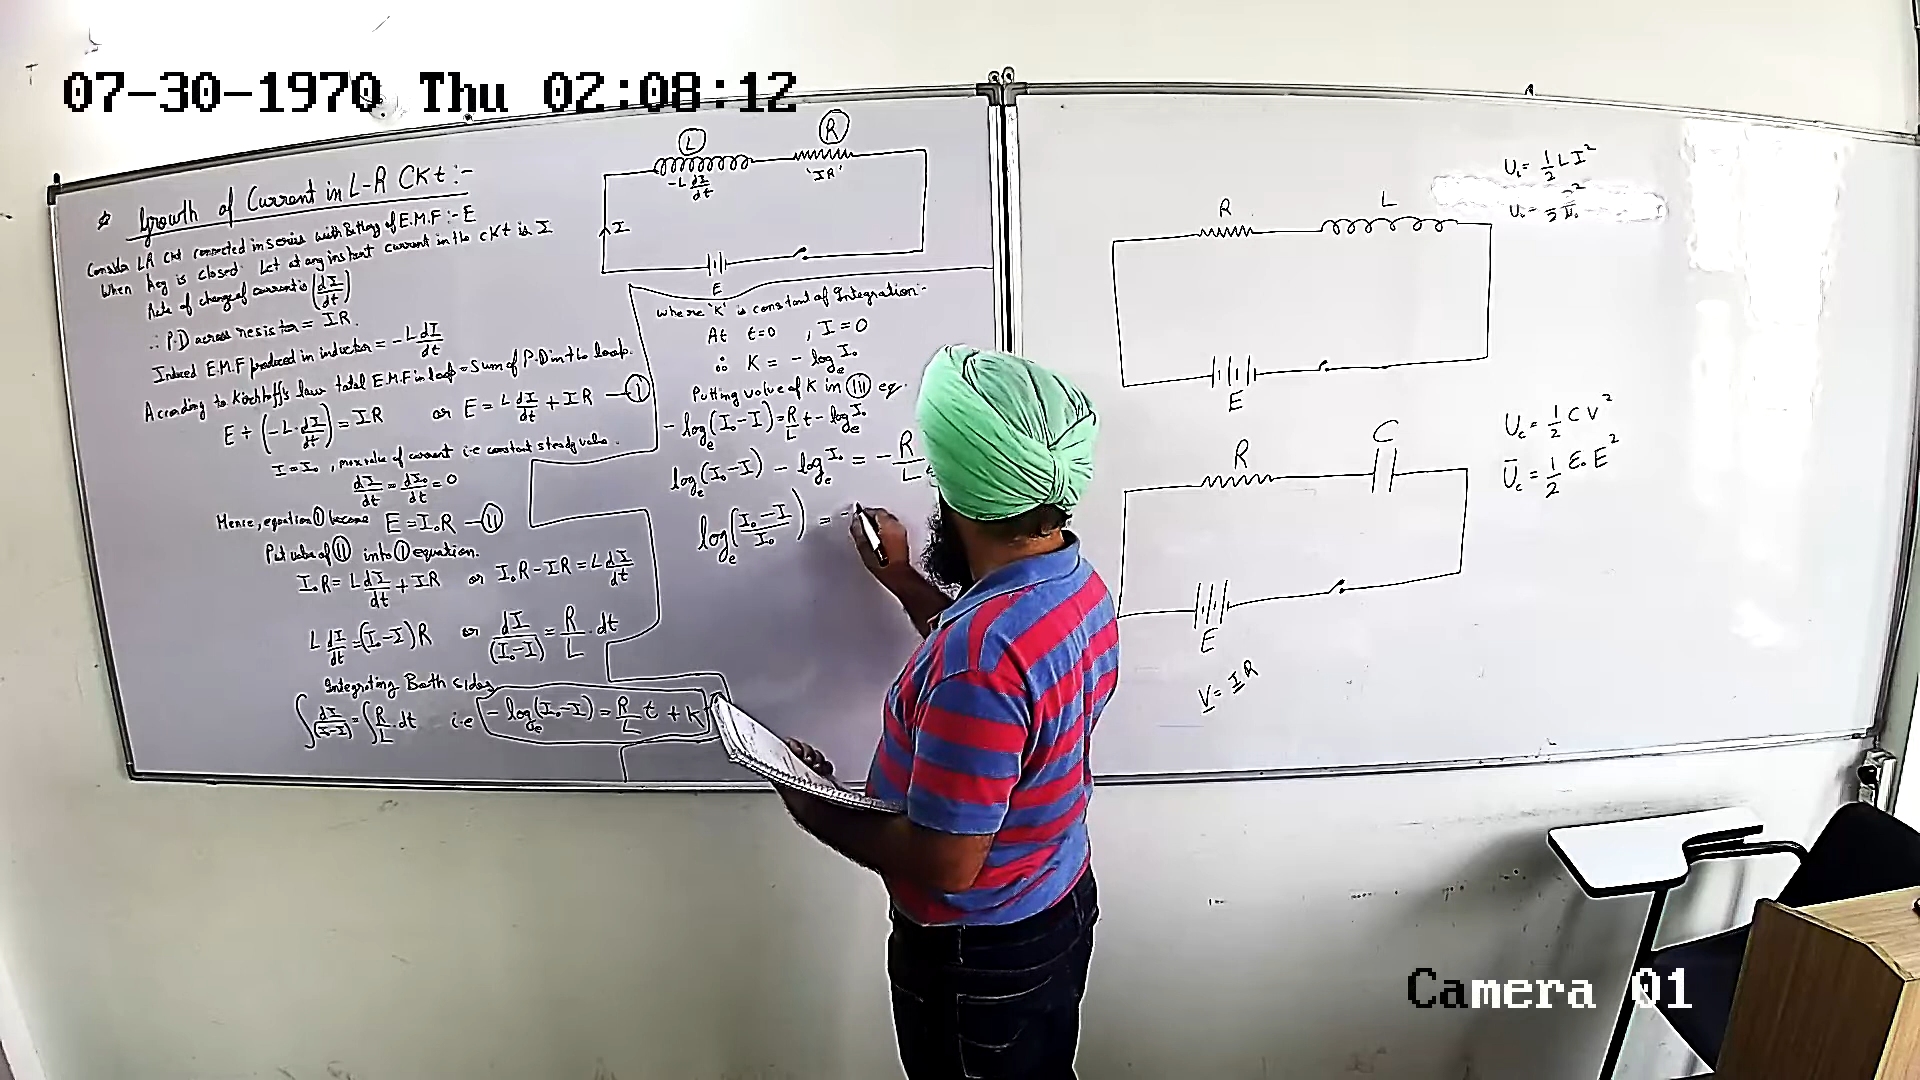 07-30-1970 Thu 02:08:12
☆ Growth of Current in L-R CKt:-
Consider LR Ckt connected in series with Battery of E.M.F:- E
When key is closed. Let at any instant current in the cKt is I
Rate of change of current is (dI/dt)
∴ P.D across resistor = IR.
Induced E.M.F produced in inductor = -L dI/dt
According to Kirchhoff's law total E.M.F in loop = Sum of P.D in the loop.
E + (-L.dI/dt) = IR or E = L dI/dt + IR — (I)
I = I₀, max value of current i.e constant steady value.
dI/dt = dI₀/dt = 0
Hence, equation (I) become E = I₀R — (II)
Put value of (II) into (I) equation.
I₀R = L dI/dt + IR or I₀R - IR = L dI/dt
L dI/dt = (I₀-I)R or dI/(I₀-I) = R/L . dt
Integrating Both sides
∫ dI/(I₀-I) = ∫ R/L . dt i.e - logₑ(I₀-I) = R/L t + K
L
R
-L dI/dt
'IR'
I
E
where 'K' is constant of Integration:-
At t=0 , I=0
∴ K = - logₑ I₀
Putting value of K in (III) eq.
- logₑ(I₀-I) = R/L t - logₑ I₀
logₑ(I₀-I) - logₑ I₀ = - R/L t
logₑ((I₀-I)/I₀) = -
R
L
E
R
C
E
V = IR
U_L = 1/2 L I²
U_c = 1/2 C V²
U̅_c = 1/2 ε₀ E²
Camera 01